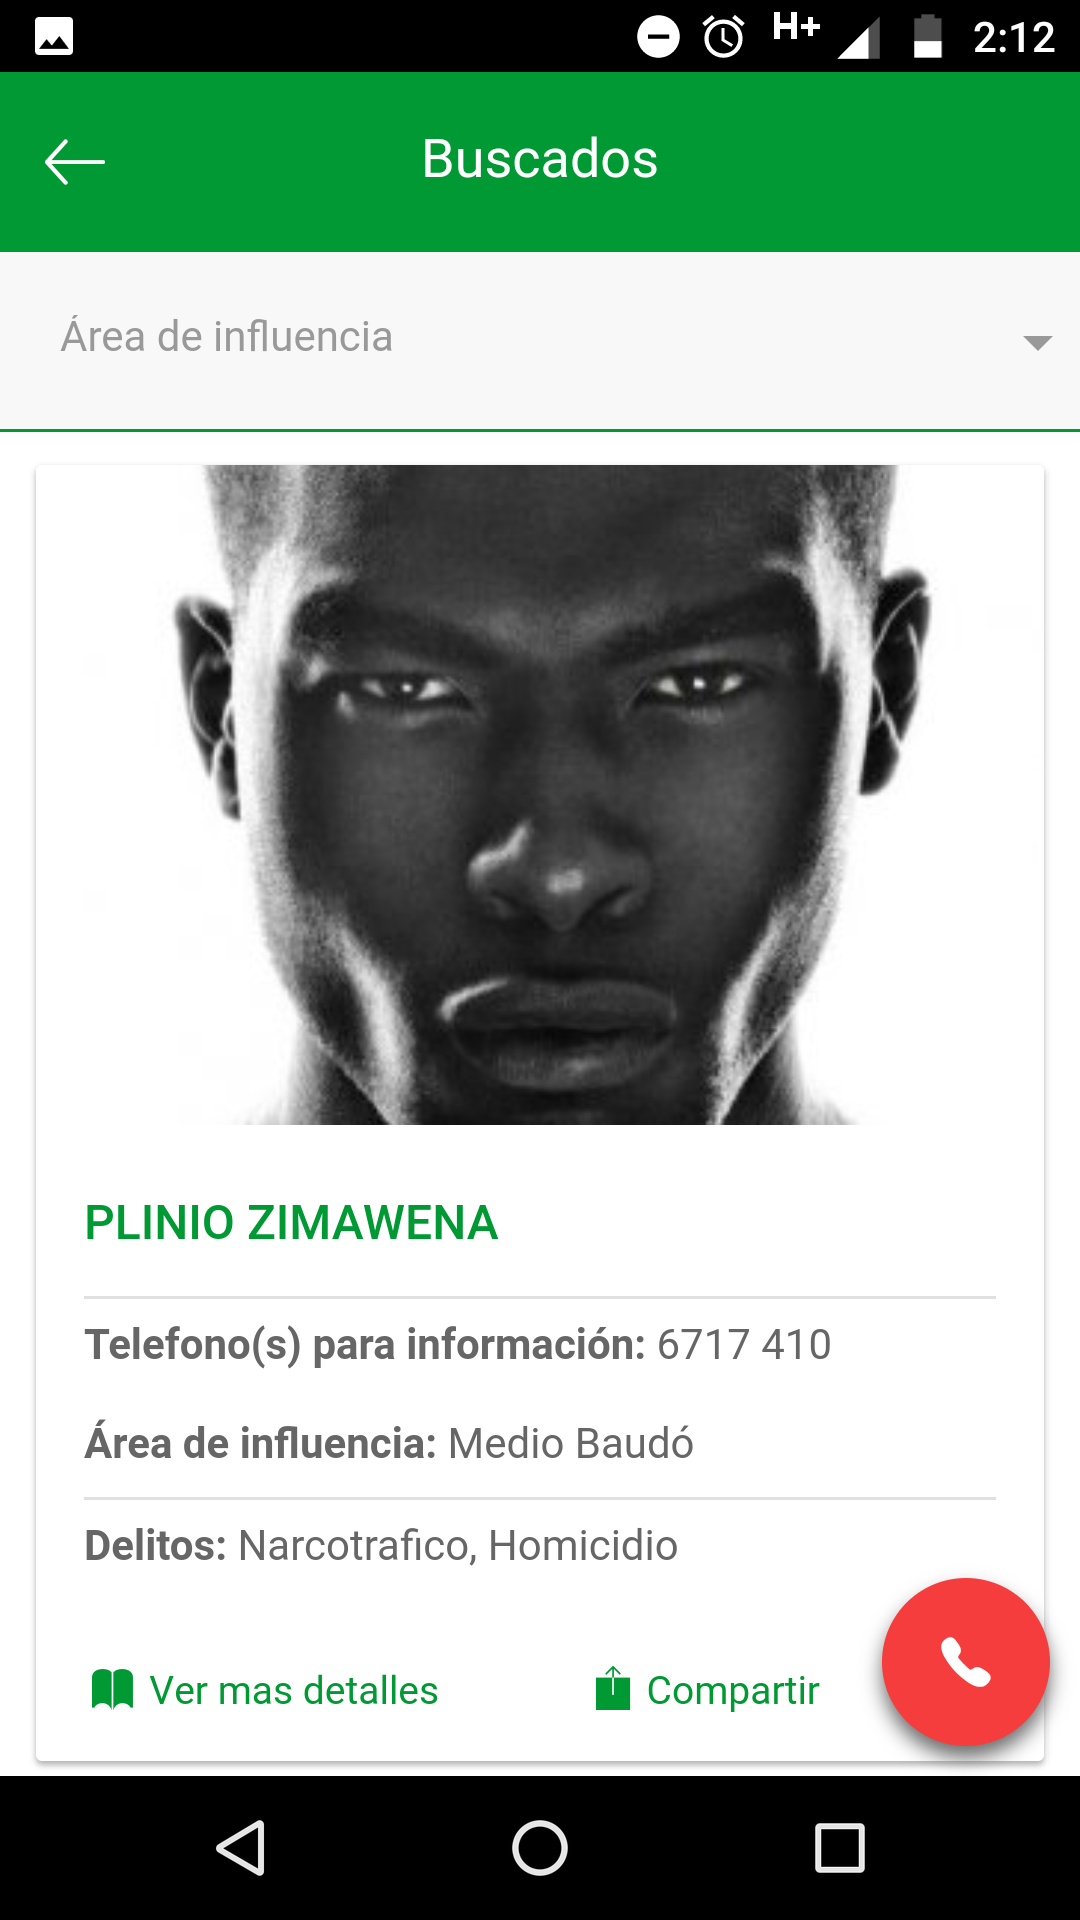 H+ 2:12
Buscados
Área de influencia
PLINIO ZIMAWENA
Telefono(s) para información: 6717 410
Área de influencia: Medio Baudó
Delitos: Narcotrafico, Homicidio
Ver mas detalles Compartir